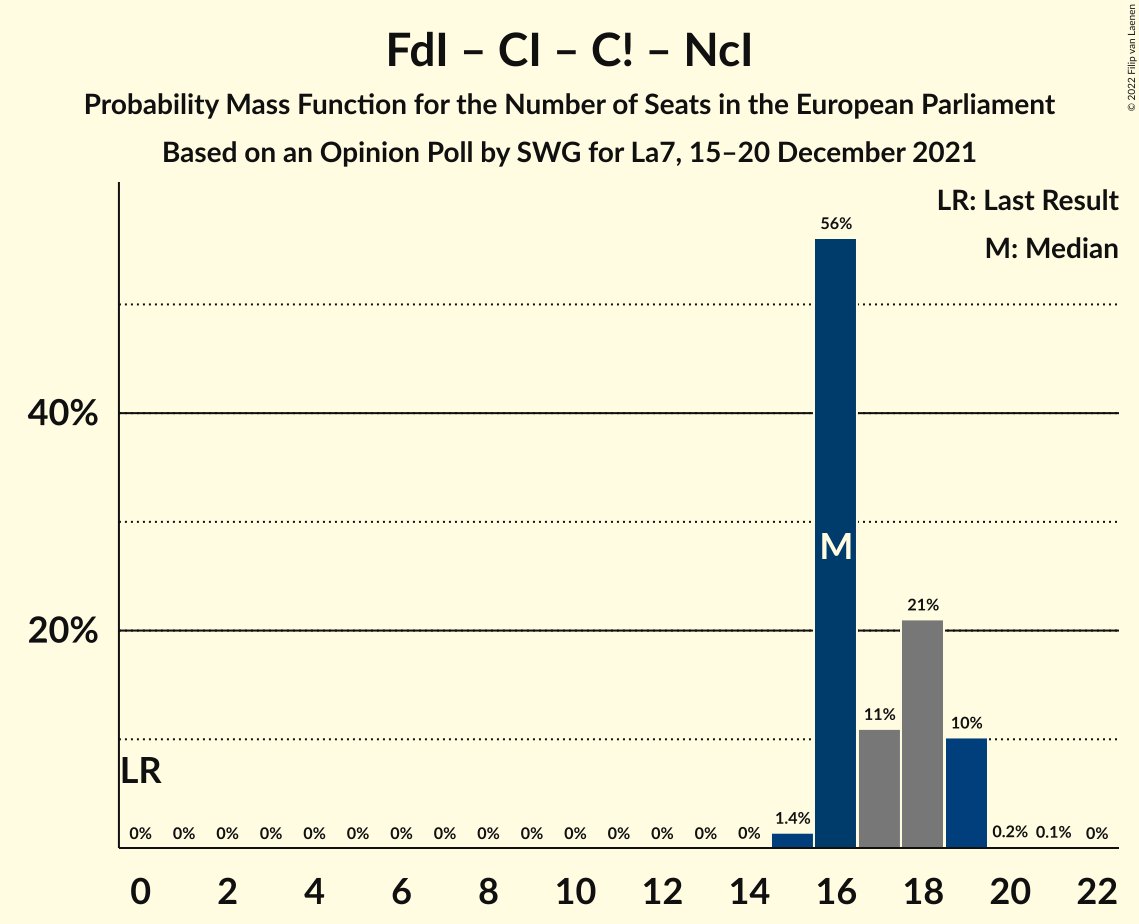 FdI – CI – C! – NcI
Probability Mass Function for the Number of Seats in the European Parliament
Based on an Opinion Poll by SWG for La7, 15–20 December 2021
© 2022 Filip van Laenen
LR: Last Result
M: Median
40%
20%
56%
M
21%
11%
10%
LR
0% 0% 0% 0% 0% 0% 0% 0% 0% 0% 0% 0% 0% 0% 0% 1.4% 0.2% 0.1% 0%
0 2 4 6 8 10 12 14 16 18 20 22